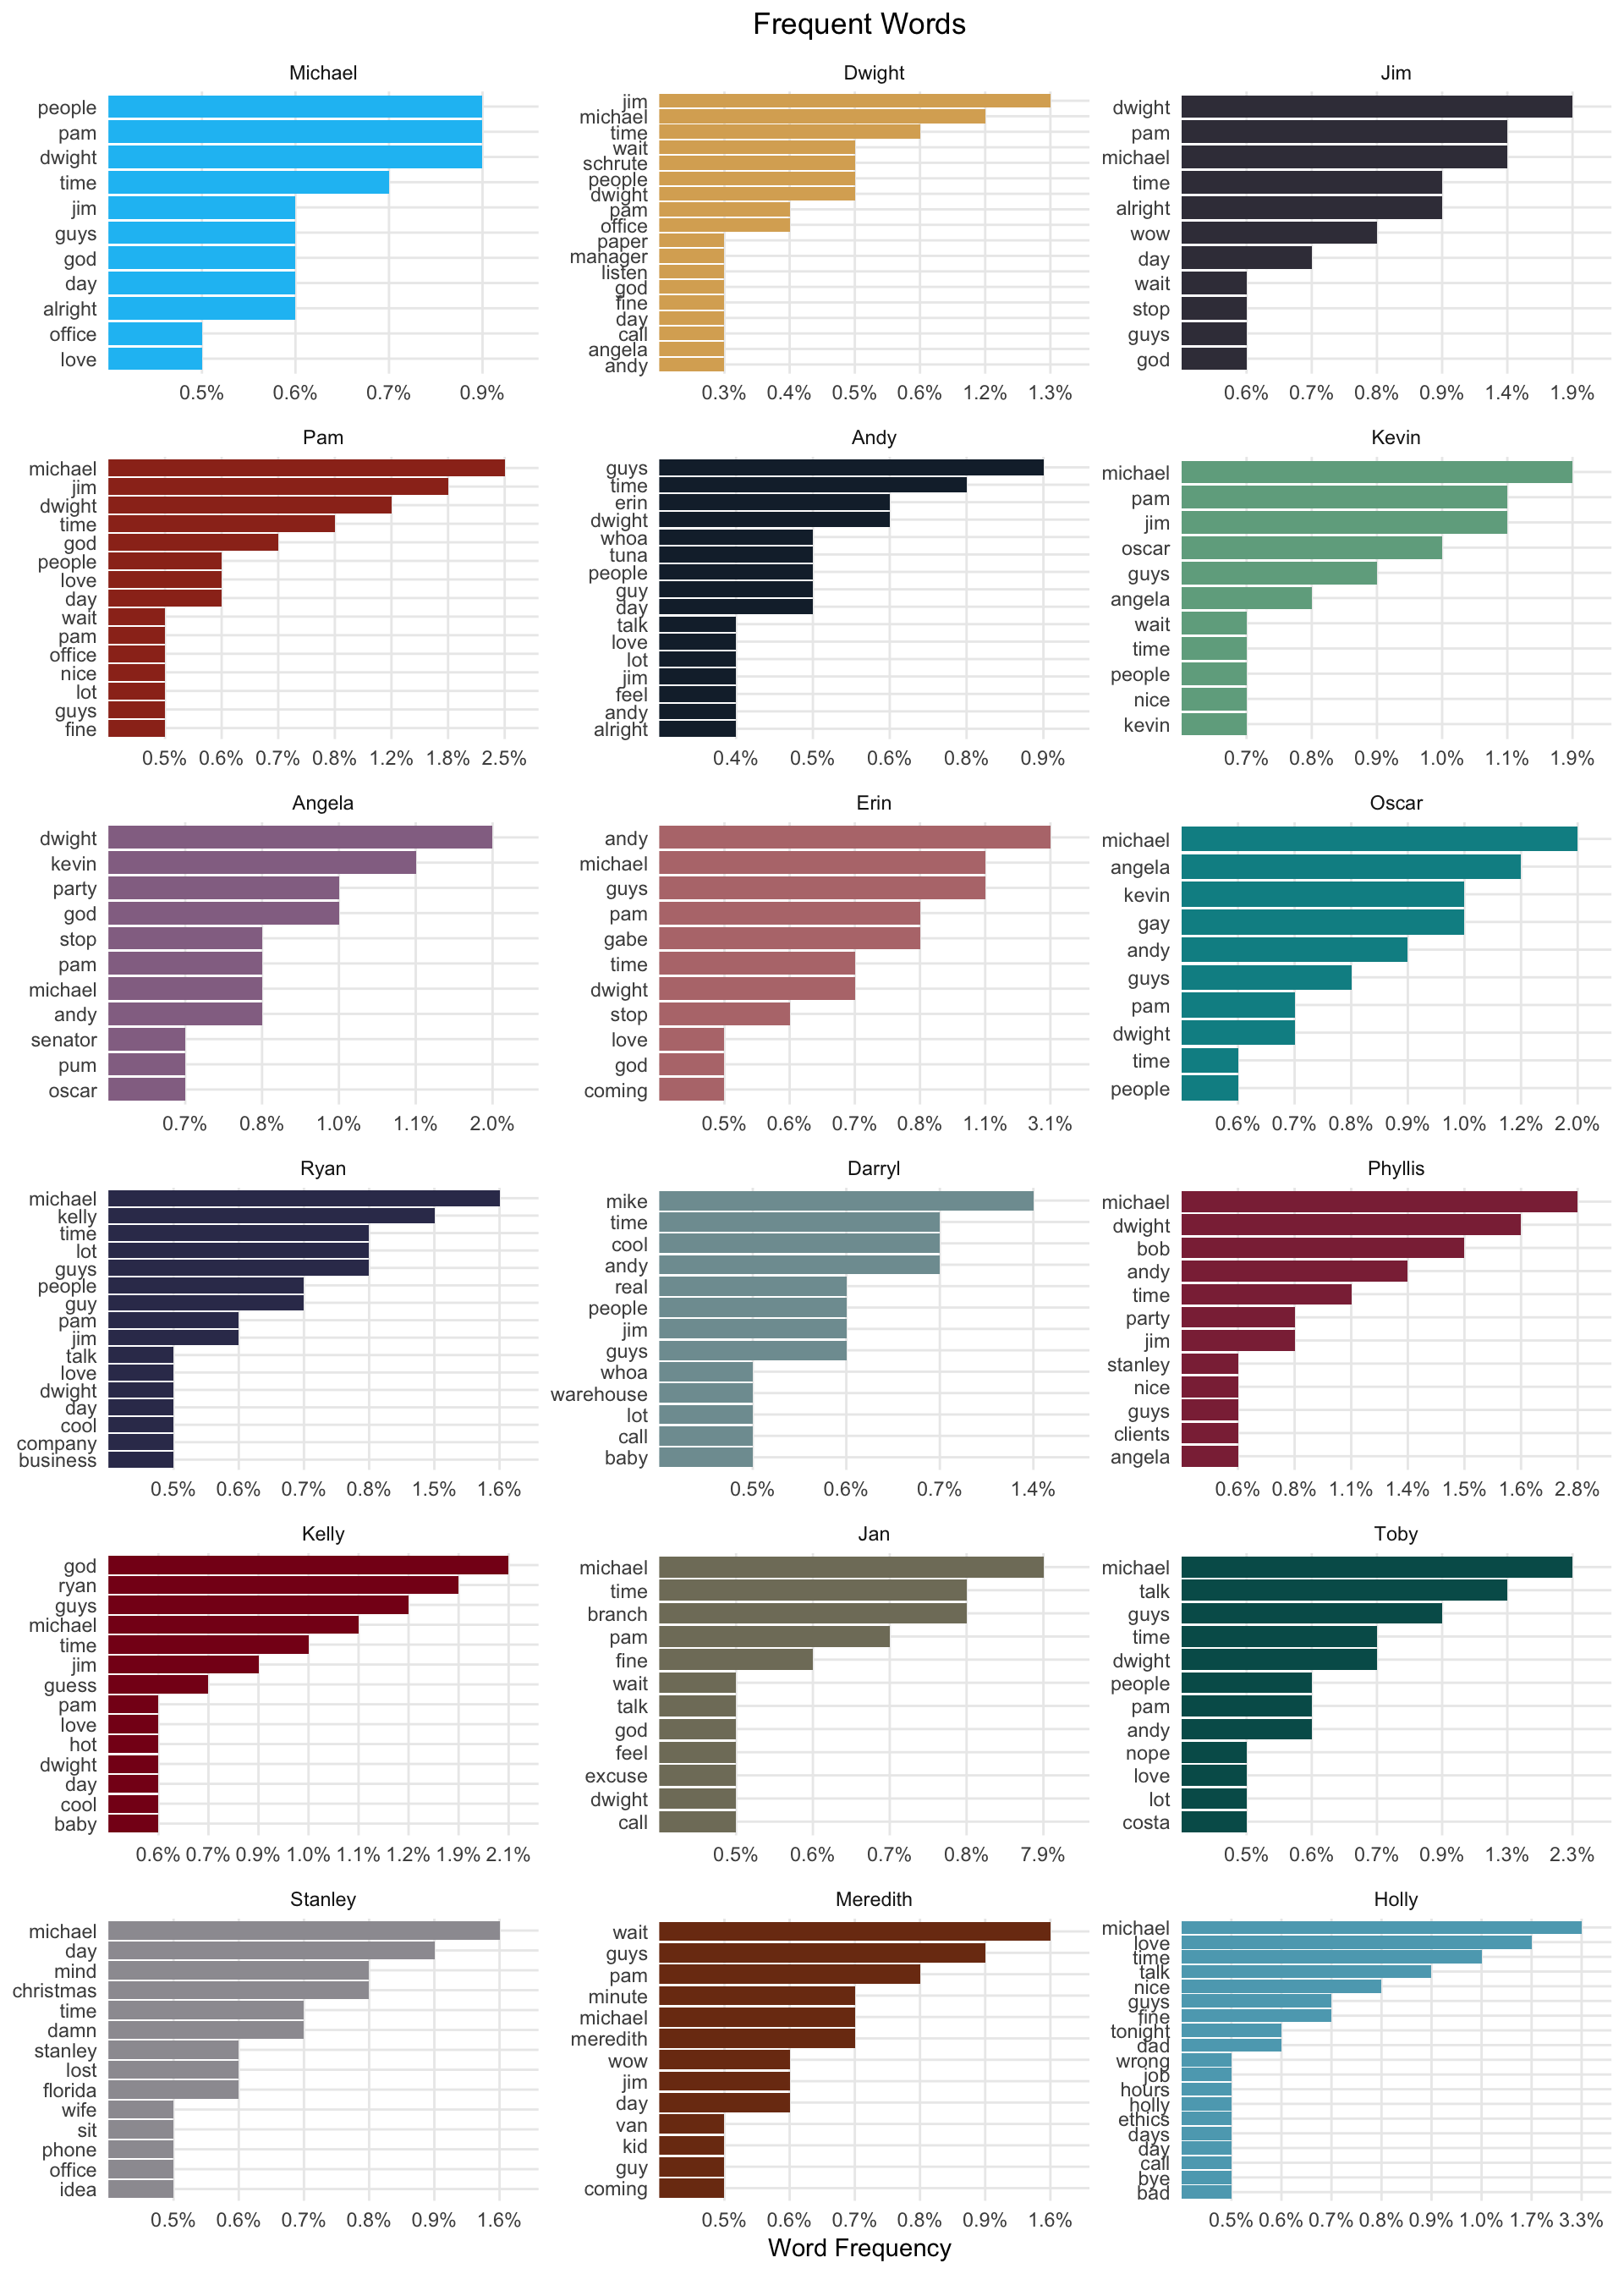 Frequent Words
Michael
people
pam
dwight
time
jim
guys
god
day
alright
office
love
0.5% 0.6% 0.7% 0.9%
Dwight
jim
michael
time
wait
schrute
people
dwight
pam
office
paper
manager
listen
god
fine
day
call
angela
andy
0.3% 0.4% 0.5% 0.6% 1.2% 1.3%
Jim
dwight
pam
michael
time
alright
wow
day
wait
stop
guys
god
0.6% 0.7% 0.8% 0.9% 1.4% 1.9%
Pam
michael
jim
dwight
time
god
people
love
day
wait
pam
office
nice
lot
guys
fine
0.5% 0.6% 0.7% 0.8% 1.2% 1.8% 2.5%
Andy
guys
time
erin
dwight
whoa
tuna
people
guy
day
talk
love
lot
jim
feel
andy
alright
0.4% 0.5% 0.6% 0.8% 0.9%
Kevin
michael
pam
jim
oscar
guys
angela
wait
time
people
nice
kevin
0.7% 0.8% 0.9% 1.0% 1.1% 1.9%
Angela
dwight
kevin
party
god
stop
pam
michael
andy
senator
pum
oscar
0.7% 0.8% 1.0% 1.1% 2.0%
Erin
andy
michael
guys
pam
gabe
time
dwight
stop
love
god
coming
0.5% 0.6% 0.7% 0.8% 1.1% 3.1%
Oscar
michael
angela
kevin
gay
andy
guys
pam
dwight
time
people
0.6% 0.7% 0.8% 0.9% 1.0% 1.2% 2.0%
Ryan
michael
kelly
time
lot
guys
people
guy
pam
jim
talk
love
dwight
day
cool
company
business
0.5% 0.6% 0.7% 0.8% 1.5% 1.6%
Darryl
mike
time
cool
andy
real
people
jim
guys
whoa
warehouse
lot
call
baby
0.5% 0.6% 0.7% 1.4%
Phyllis
michael
dwight
bob
andy
time
party
jim
stanley
nice
guys
clients
angela
0.6% 0.8% 1.1% 1.4% 1.5% 1.6% 2.8%
Kelly
god
ryan
guys
michael
time
jim
guess
pam
love
hot
dwight
day
cool
baby
0.6% 0.7% 0.9% 1.0% 1.1% 1.2% 1.9% 2.1%
Jan
michael
time
branch
pam
fine
wait
talk
god
feel
excuse
dwight
call
0.5% 0.6% 0.7% 0.8% 7.9%
Toby
michael
talk
guys
time
dwight
people
pam
andy
nope
love
lot
costa
0.5% 0.6% 0.7% 0.9% 1.3% 2.3%
Stanley
michael
day
mind
christmas
time
damn
stanley
lost
florida
wife
sit
phone
office
idea
0.5% 0.6% 0.7% 0.8% 0.9% 1.6%
Meredith
wait
guys
pam
minute
michael
meredith
wow
jim
day
van
kid
guy
coming
0.5% 0.6% 0.7% 0.8% 0.9% 1.6%
Holly
michael
love
time
talk
nice
guys
fine
tonight
dad
wrong
job
hours
holly
ethics
days
day
call
bye
bad
0.5% 0.6% 0.7% 0.8% 0.9% 1.0% 1.7% 3.3%
Word Frequency